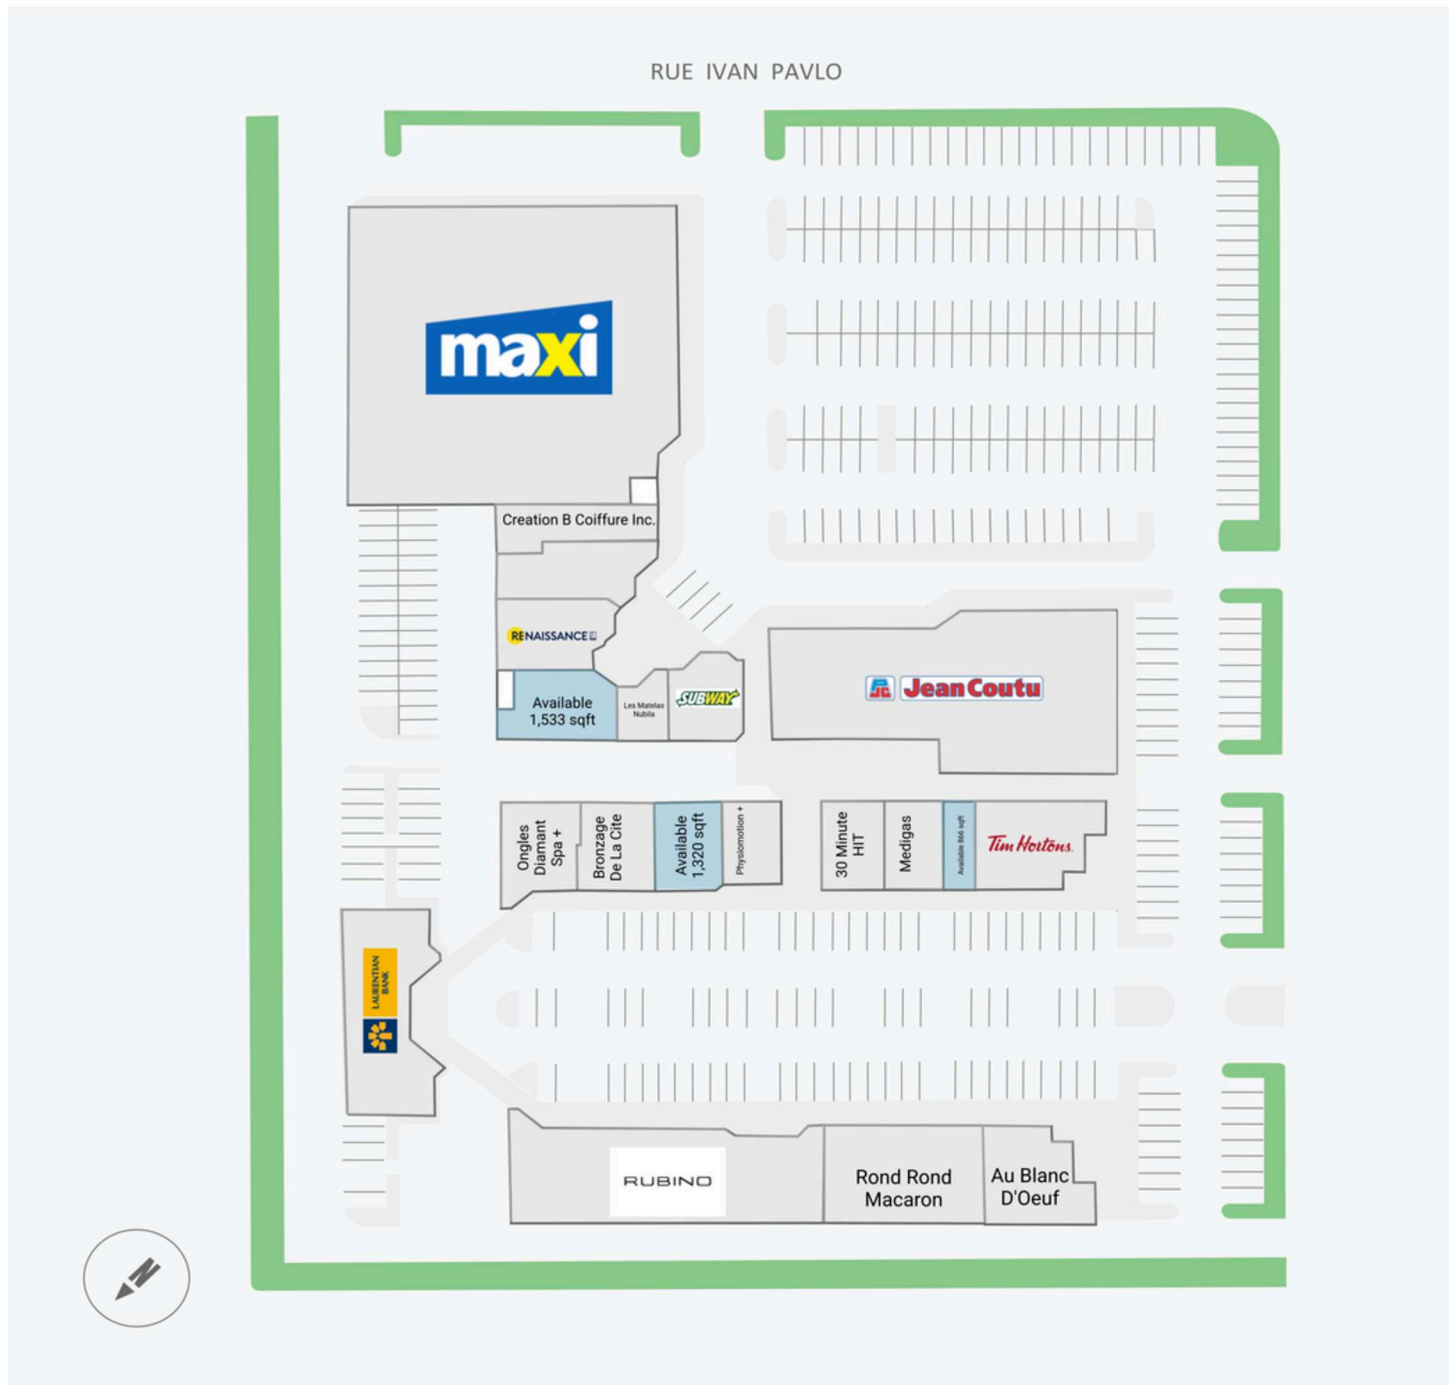 RUE IVAN PAVLO
maxi
Creation B Coiffure Inc.
RENAISSANCE
Available
1,533 sqft
Les Matelas
Nubila
SUBWAY
PJC
Jean Coutu
Ongles
Diamant
Spa +
Bronzage
De La Cite
Available
1,320 sqft
Physiomotion +
30 Minute
HIT
Medigas
Available 866 sqft
Tim Hortons.
LAURENTIAN
BANK
RUBINO
Rond Rond
Macaron
Au Blanc
D'Oeuf
N